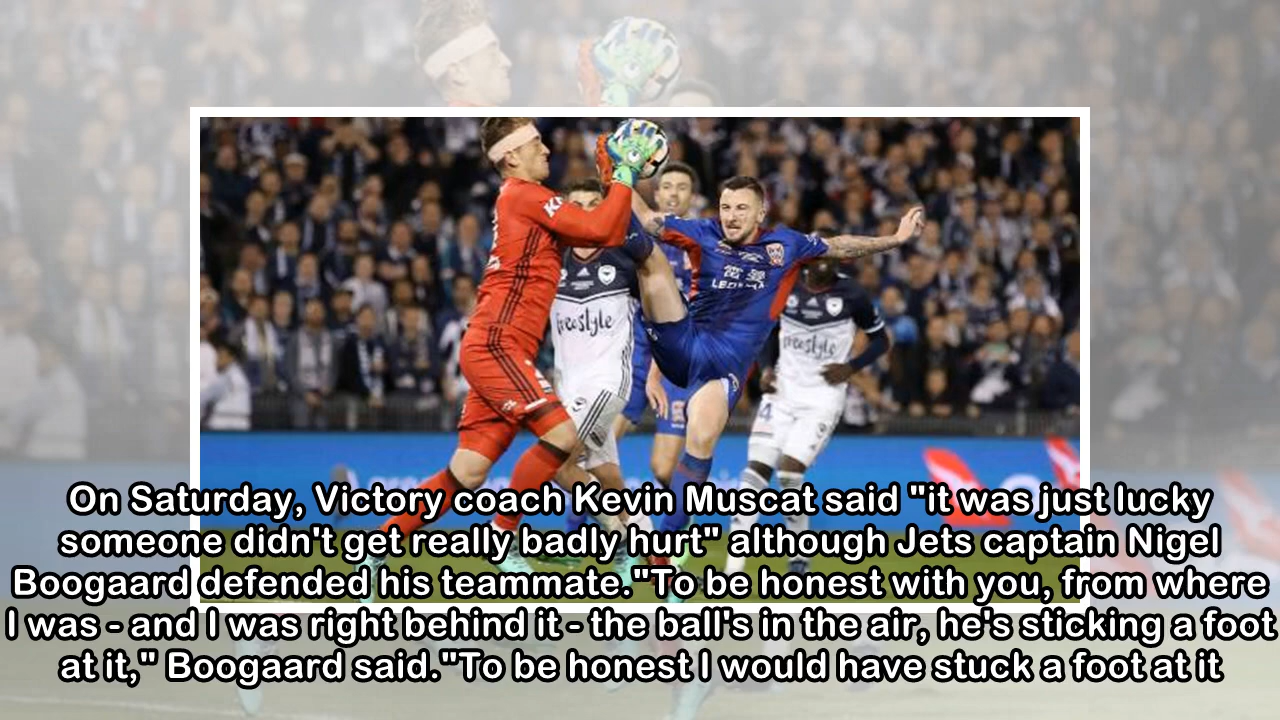 freestyle
freestyle
On Saturday, Victory coach Kevin Muscat said "it was just lucky
someone didn't get really badly hurt" although Jets captain Nigel
Boogaard defended his teammate."To be honest with you, from where
I was - and I was right behind it - the ball's in the air, he's sticking a foot
at it," Boogaard said."To be honest I would have stuck a foot at it